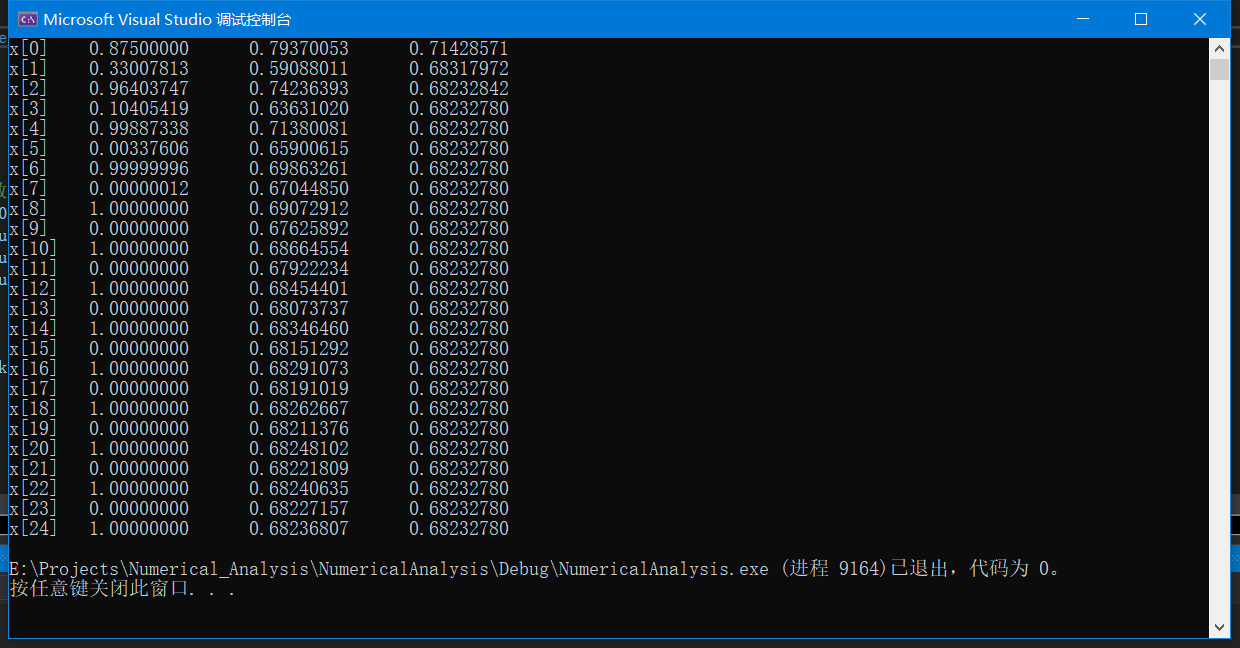 Microsoft Visual Studio 调试控制台
x[0] 0.87500000 0.79370053 0.71428571
x[1] 0.33007813 0.59088011 0.68317972
x[2] 0.96403747 0.74236393 0.68232842
x[3] 0.10405419 0.63631020 0.68232780
x[4] 0.99887338 0.71380081 0.68232780
x[5] 0.00337606 0.65900615 0.68232780
x[6] 0.99999996 0.69863261 0.68232780
x[7] 0.00000012 0.67044850 0.68232780
x[8] 1.00000000 0.69072912 0.68232780
x[9] 0.00000000 0.67625892 0.68232780
x[10] 1.00000000 0.68664554 0.68232780
x[11] 0.00000000 0.67922234 0.68232780
x[12] 1.00000000 0.68454401 0.68232780
x[13] 0.00000000 0.68073737 0.68232780
x[14] 1.00000000 0.68346460 0.68232780
x[15] 0.00000000 0.68151292 0.68232780
x[16] 1.00000000 0.68291073 0.68232780
x[17] 0.00000000 0.68191019 0.68232780
x[18] 1.00000000 0.68262667 0.68232780
x[19] 0.00000000 0.68211376 0.68232780
x[20] 1.00000000 0.68248102 0.68232780
x[21] 0.00000000 0.68221809 0.68232780
x[22] 1.00000000 0.68240635 0.68232780
x[23] 0.00000000 0.68227157 0.68232780
x[24] 1.00000000 0.68236807 0.68232780
E:\Projects\Numerical_Analysis\NumericalAnalysis\Debug\NumericalAnalysis.exe (进程 9164)已退出，代码为 0。
按任意键关闭此窗口. . .